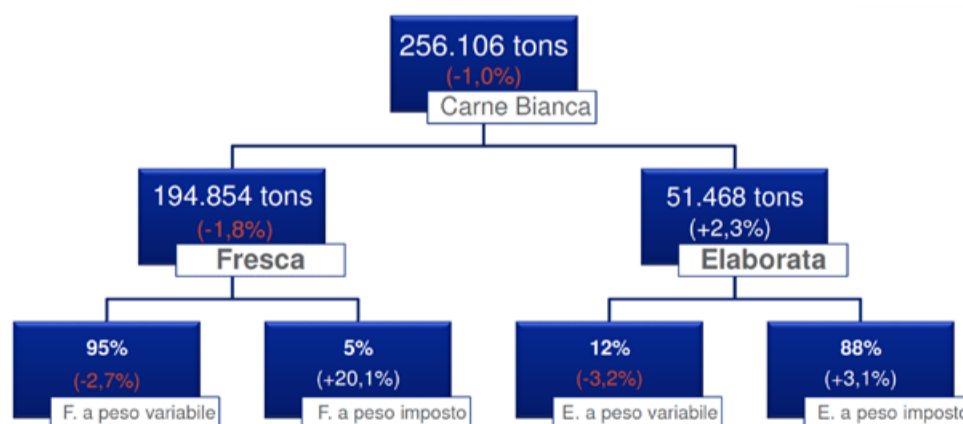 256.106 tons
(-1,0%)
Carne Bianca
194.854 tons
(-1,8%)
Fresca
51.468 tons
(+2,3%)
Elaborata
95%
(-2,7%)
F. a peso variabile
5%
(+20,1%)
F. a peso imposto
12%
(-3,2%)
E. a peso variabile
88%
(+3,1%)
E. a peso imposto